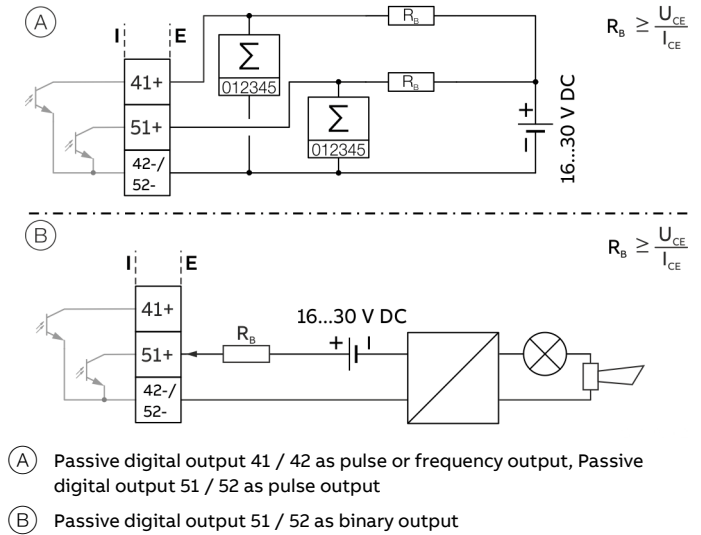 A
I E
R_B ≥ U_CE / I_CE
R_B
Σ
012345
41+
R_B
Σ
012345
51+
42-/
52-
+
–
16...30 V DC
B
I E
R_B ≥ U_CE / I_CE
41+
16...30 V DC
R_B
+ –
51+
42-/
52-
A Passive digital output 41 / 42 as pulse or frequency output, Passive
digital output 51 / 52 as pulse output
B Passive digital output 51 / 52 as binary output